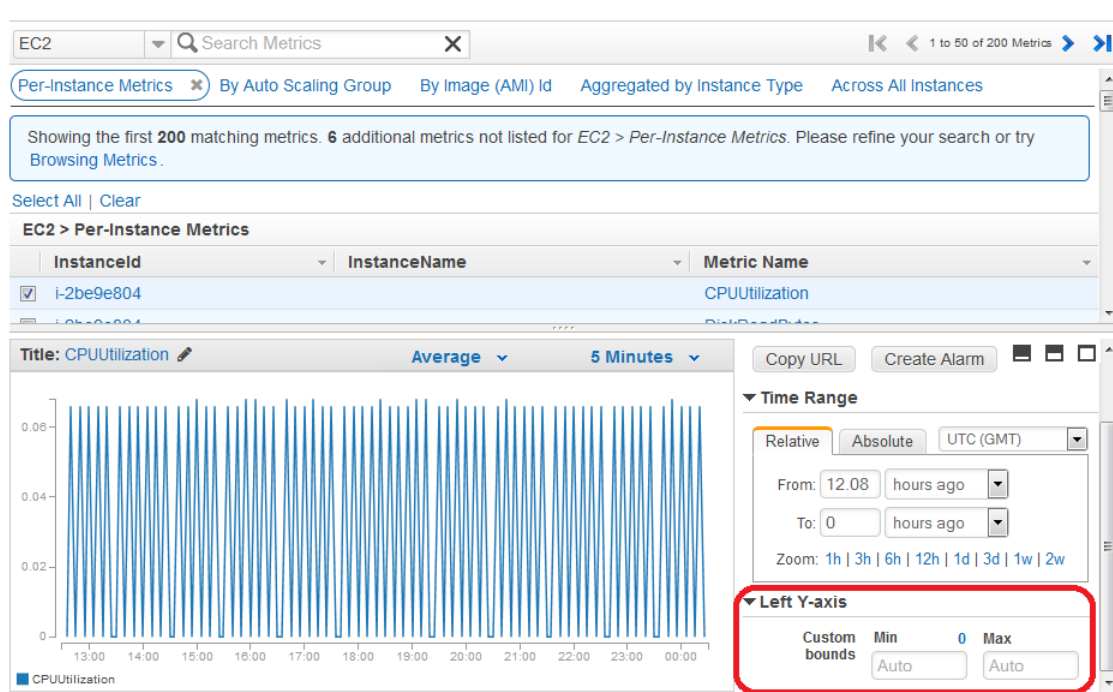 EC2 Search Metrics 1 to 50 of 200 Metrics
Per-Instance Metrics By Auto Scaling Group By Image (AMI) Id Aggregated by Instance Type Across All Instances
Showing the first 200 matching metrics. 6 additional metrics not listed for EC2 > Per-Instance Metrics. Please refine your search or try
Browsing Metrics.
Select All | Clear
EC2 > Per-Instance Metrics
InstanceId InstanceName Metric Name
i-2be9e804 CPUUtilization
Title: CPUUtilization Average 5 Minutes
0.06
0.04
0.02
0
13:00 14:00 15:00 16:00 17:00 18:00 19:00 20:00 21:00 22:00 23:00 00:00
CPUUtilization
Copy URL Create Alarm
Time Range
Relative Absolute UTC (GMT)
From: 12.08 hours ago
To: 0 hours ago
Zoom: 1h | 3h | 6h | 12h | 1d | 3d | 1w | 2w
Left Y-axis
Custom bounds Min 0 Max
Auto Auto